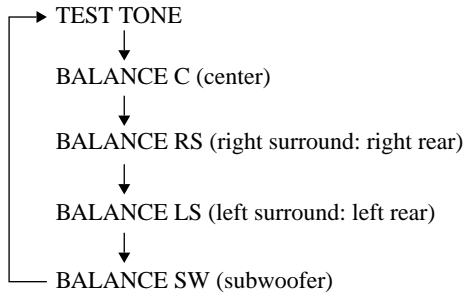 TEST TONE
BALANCE C (center)
BALANCE RS (right surround: right rear)
BALANCE LS (left surround: left rear)
BALANCE SW (subwoofer)